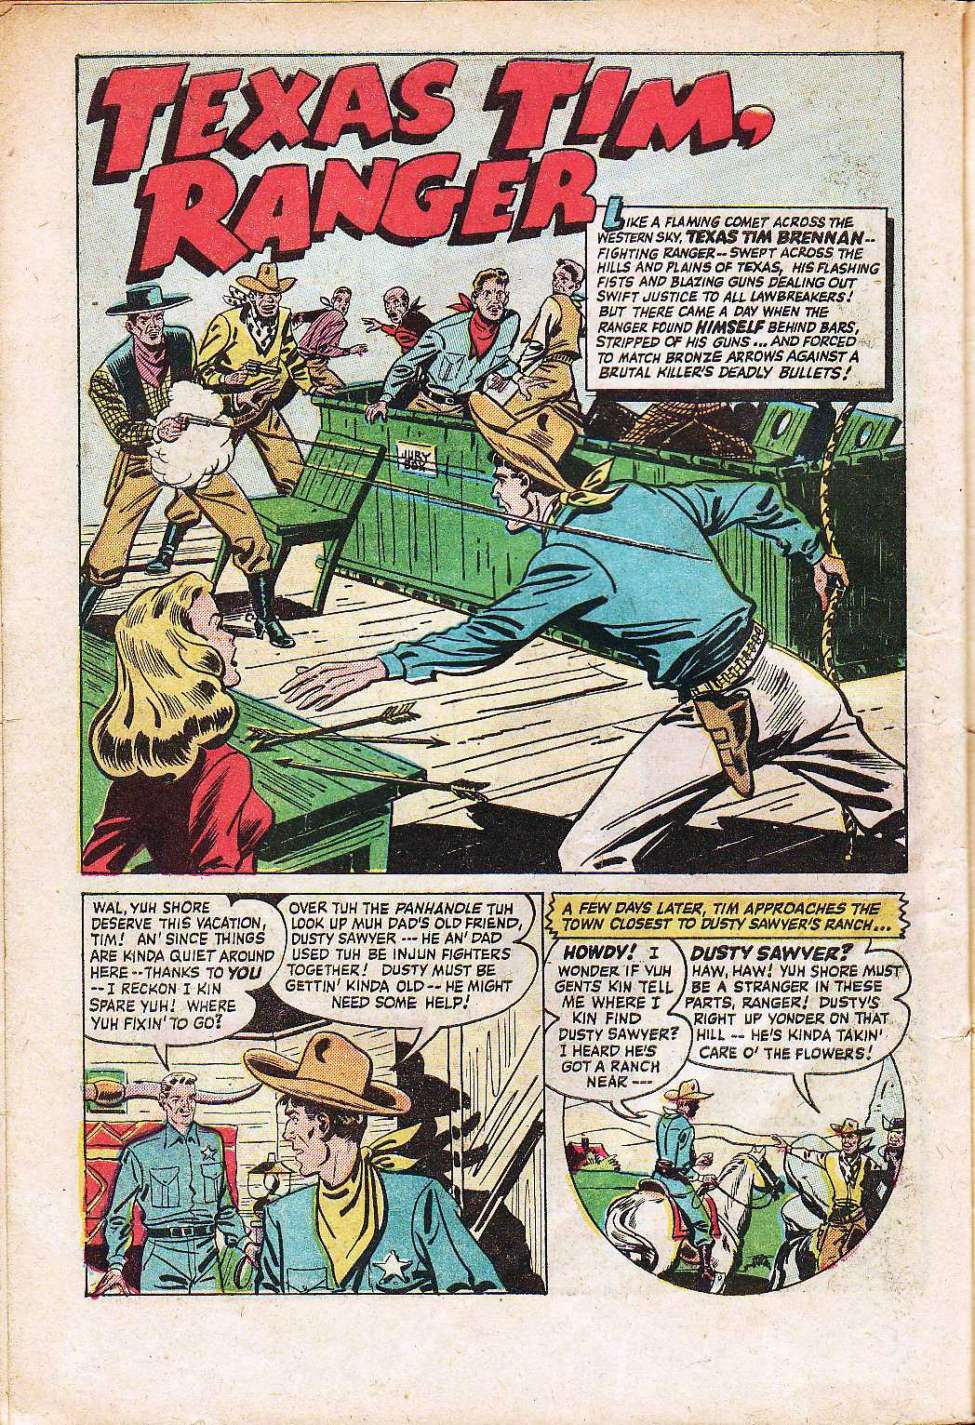 TEXAS TIM,
RANGER
LIKE A FLAMING COMET ACROSS THE
WESTERN SKY, TEXAS TIM BRENNAN--
FIGHTING RANGER-- SWEPT ACROSS THE
HILLS AND PLAINS OF TEXAS, HIS FLASHING
FISTS AND BLAZING GUNS DEALING OUT
SWIFT JUSTICE TO ALL LAWBREAKERS!
BUT THERE CAME A DAY WHEN THE
RANGER FOUND HIMSELF BEHIND BARS,
STRIPPED OF HIS GUNS... AND FORCED
TO MATCH BRONZE ARROWS AGAINST A
BRUTAL KILLER'S DEADLY BULLETS!
JURY
BOX
WAL, YUH SHORE
DESERVE THIS VACATION,
TIM! AN' SINCE THINGS
ARE KINDA QUIET AROUND
HERE--THANKS TO YOU
--I RECKON I KIN
SPARE YUH! WHERE
YUH FIXIN' TO GO?
OVER TUH THE PANHANDLE TUH
LOOK UP MUH DAD'S OLD FRIEND,
DUSTY SAWYER --- HE AN' DAD
USED TUH BE INJUN FIGHTERS
TOGETHER! DUSTY MUST BE
GETTIN' KINDA OLD--HE MIGHT
NEED SOME HELP!
A FEW DAYS LATER, TIM APPROACHES THE
TOWN CLOSEST TO DUSTY SAWYER'S RANCH...
HOWDY! I
WONDER IF YUH
GENTS KIN TELL
ME WHERE I
KIN FIND
DUSTY SAWYER?
I HEARD HE'S
GOT A RANCH
NEAR ---
DUSTY SAWYER?
HAW, HAW! YUH SHORE MUST
BE A STRANGER IN THESE
PARTS, RANGER! DUSTY'S
RIGHT UP YONDER ON THAT
HILL -- HE'S KINDA TAKIN'
CARE O' THE FLOWERS!